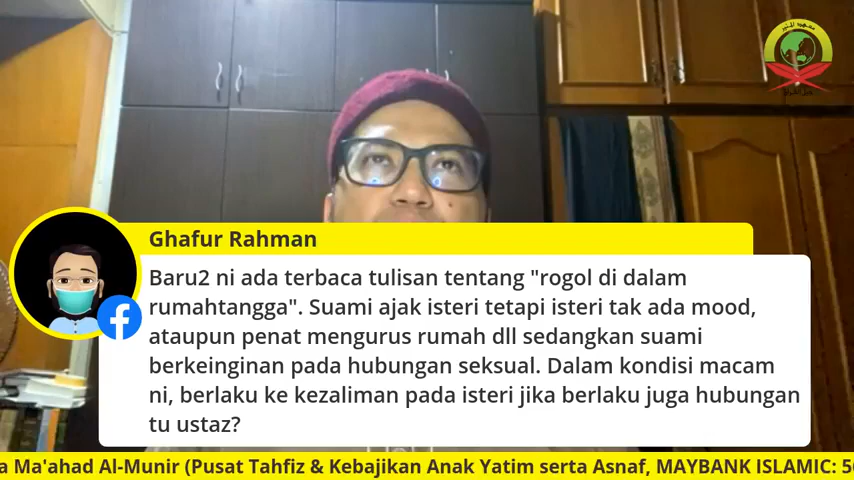 Ghafur Rahman
Baru2 ni ada terbaca tulisan tentang "rogol di dalam
rumahtangga". Suami ajak isteri tetapi isteri tak ada mood,
ataupun penat mengurus rumah dll sedangkan suami
berkeinginan pada hubungan seksual. Dalam kondisi macam
ni, berlaku ke kezaliman pada isteri jika berlaku juga hubungan
tu ustaz?
a Ma'ahad Al-Munir (Pusat Tahfiz & Kebajikan Anak Yatim serta Asnaf, MAYBANK ISLAMIC: 5